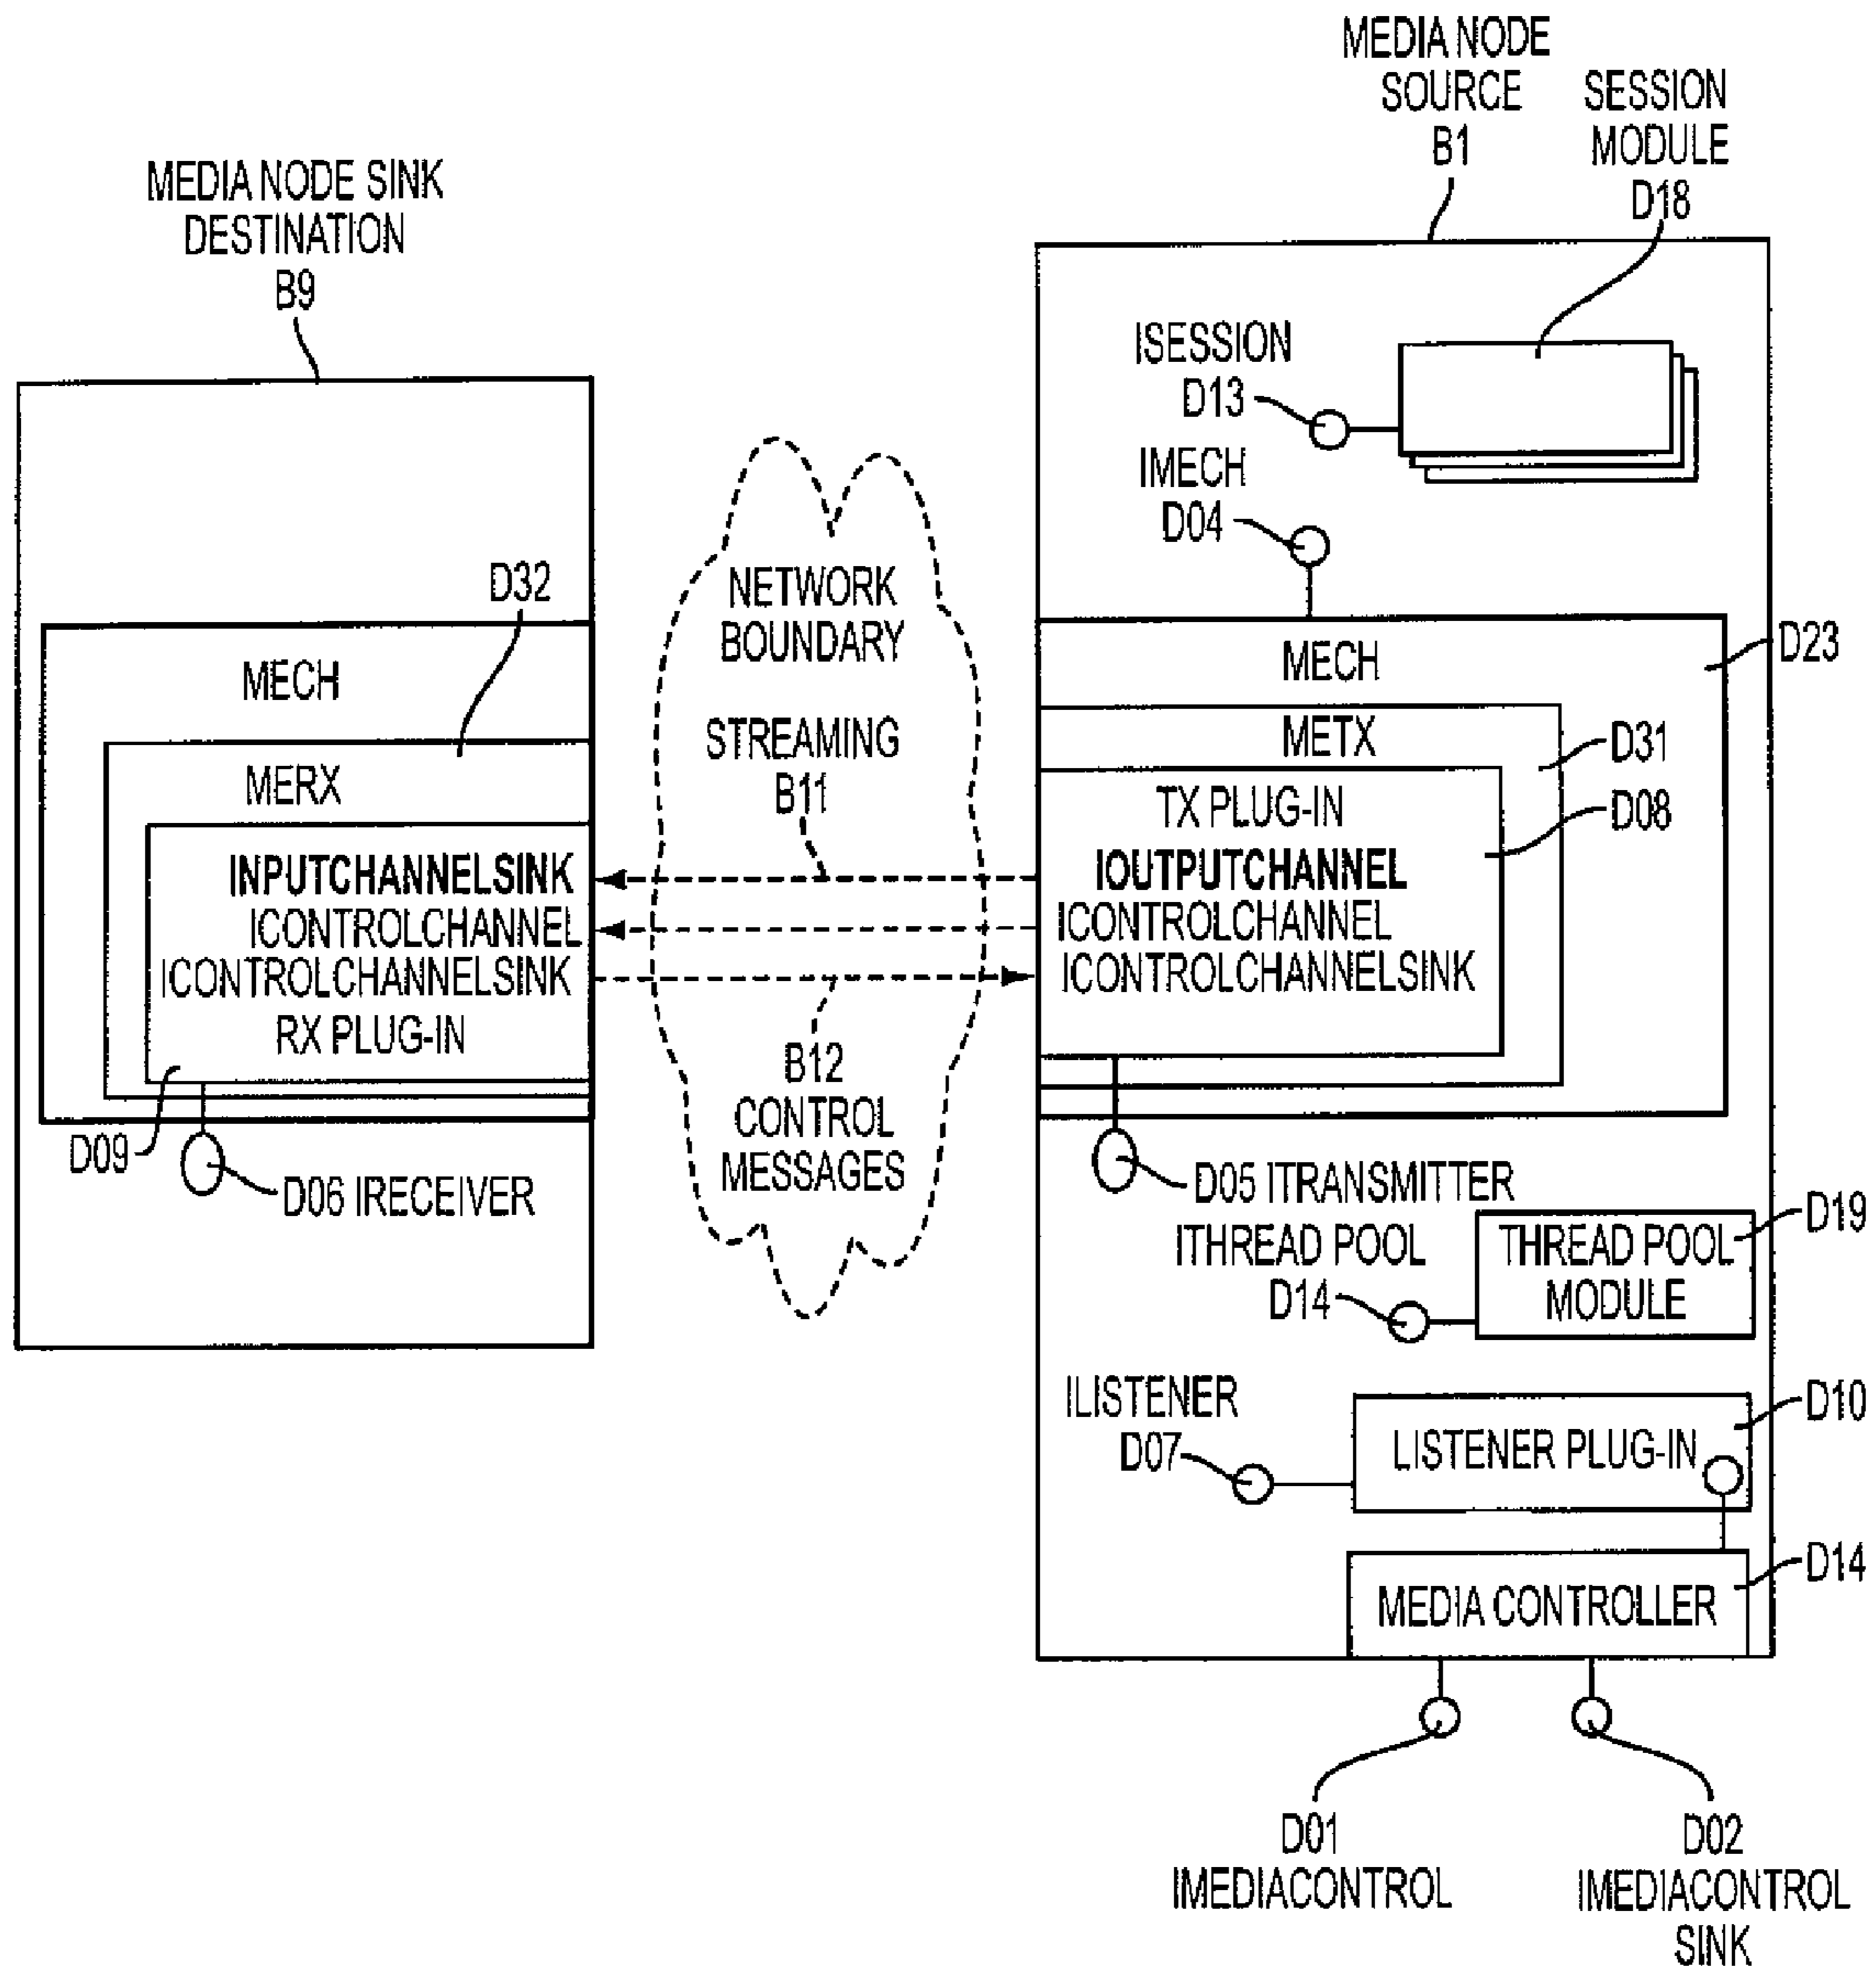 MEDIA NODE
SOURCE
B1
SESSION
MODULE
D18
MEDIA NODE SINK
DESTINATION
B9
ISESSION
D13
IMECH
D04
D32
NETWORK
BOUNDARY
MECH
MECH
D23
STREAMING
B11
METX
D31
MERX
TX PLUG-IN
D08
INPUTCHANNELSINK
ICONTROLCHANNEL
ICONTROLCHANNELSINK
RX PLUG-IN
IOUTPUTCHANNEL
ICONTROLCHANNEL
ICONTROLCHANNELSINK
B12
CONTROL
MESSAGES
D09
D06 IRECEIVER
D05 ITRANSMITTER
D19
ITHREAD POOL
D14
THREAD POOL
MODULE
ILISTENER
D07
D10
LISTENER PLUG-IN
D14
MEDIA CONTROLLER
D01
IMEDIACONTROL
D02
IMEDIACONTROL
SINK